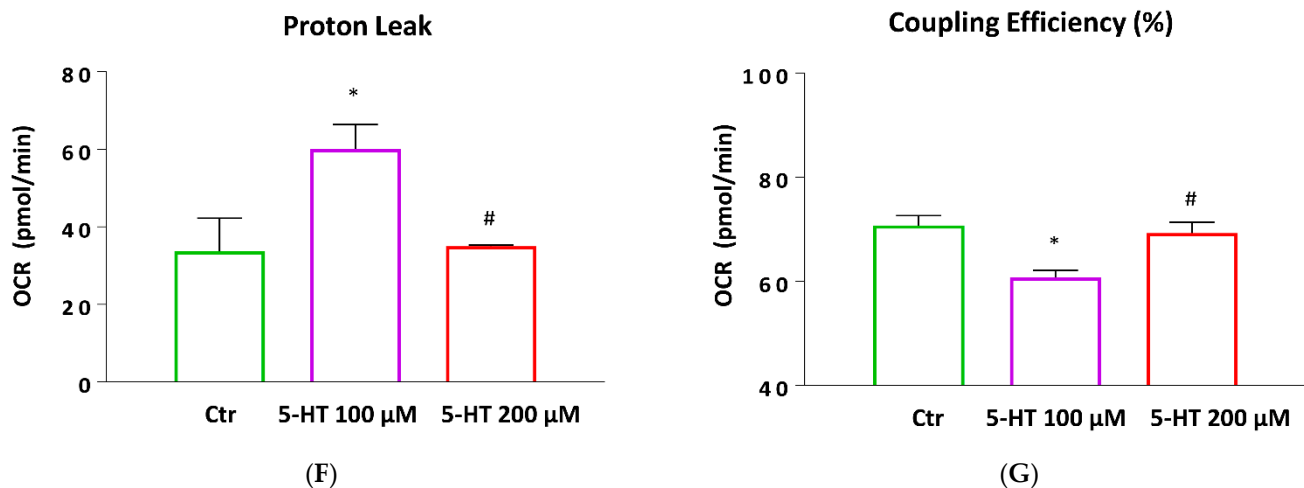 Proton Leak
OCR (pmol/min)
80
60
40
20
0
*
#
Ctr
5-HT 100 µM
5-HT 200 µM
(F)
Coupling Efficiency (%)
OCR (pmol/min)
100
80
60
40
*
#
Ctr
5-HT 100 µM
5-HT 200 µM
(G)